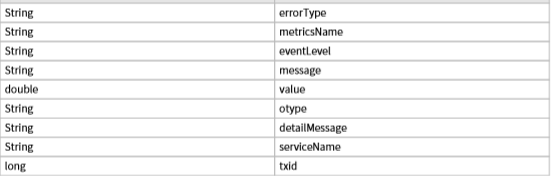 String errorType
String metricsName
String eventLevel
String message
double value
String otype
String detailMessage
String serviceName
long txid